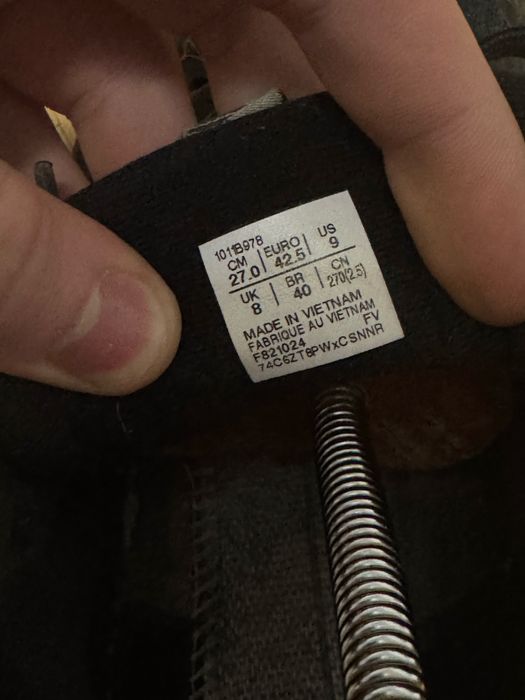 1011B978
CM EURO US
27.0 42.5 9
UK BR CN
8 40 270(2.5)
MADE IN VIETNAM
FABRIQUE AU VIETNAM
F821024 FV
74C6ZT6PWxCSNNR